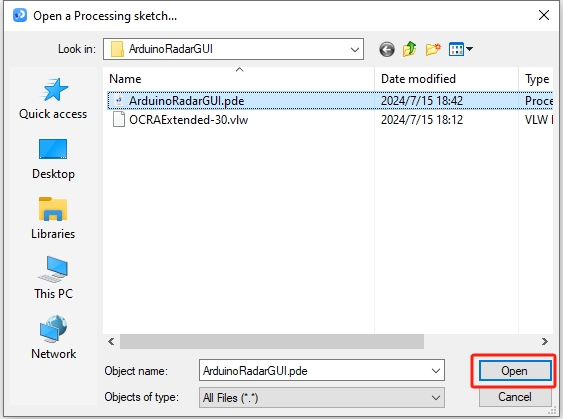 Open a Processing sketch...
Look in: ArduinoRadarGUI
Name Date modified Type
ArduinoRadarGUI.pde 2024/7/15 18:42 Proce
OCRAExtended-30.vlw 2024/7/15 18:12 VLW
Quick access
Desktop
Libraries
This PC
Network
Object name: ArduinoRadarGUI.pde Open
Objects of type: All Files (*.*) Cancel